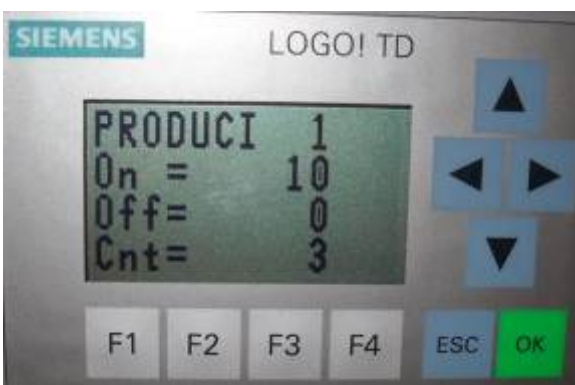 SIEMENS
LOGO! TD
PRODUCI 1
On = 10
Off= 0
Cnt= 3
F1 F2 F3 F4 ESC OK